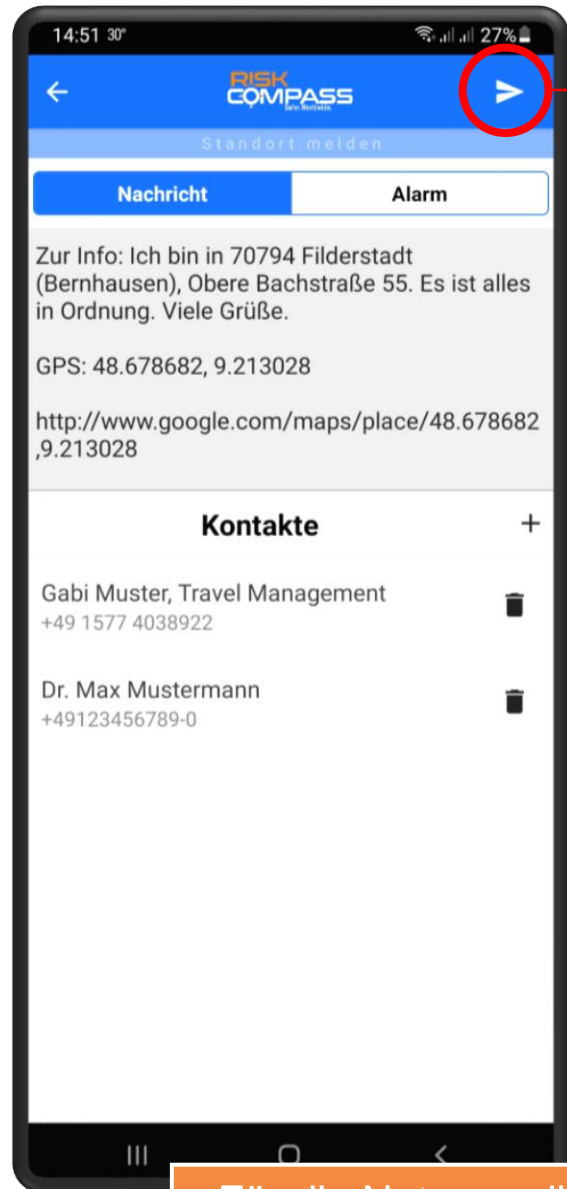 14:51 30° 27%
RISK
COMPASS
Safer. Worldwide.
Standort melden
Nachricht Alarm
Zur Info: Ich bin in 70794 Filderstadt
(Bernhausen), Obere Bachstraße 55. Es ist alles
in Ordnung. Viele Grüße.
GPS: 48.678682, 9.213028
http://www.google.com/maps/place/48.678682
,9.213028
Kontakte +
Gabi Muster, Travel Management
+49 1577 4038922
Dr. Max Mustermann
+49123456789-0